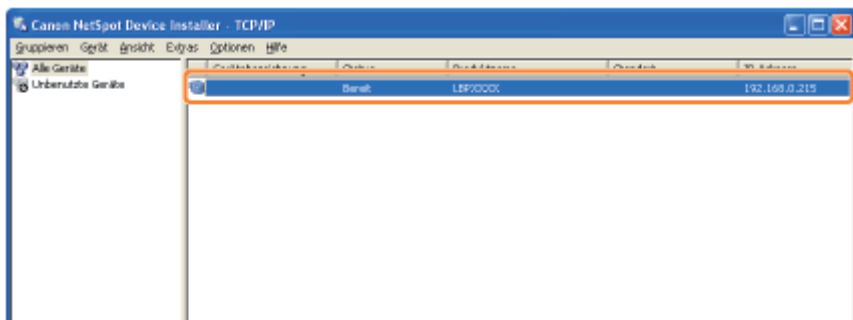 Canon NetSpot Device Installer - TCP/IP
Gruppieren Gerät Ansicht Extras Optionen Hilfe
Alle Geräte
Unbenutzte Geräte
Bereit LBPXXXX 192.168.0.215